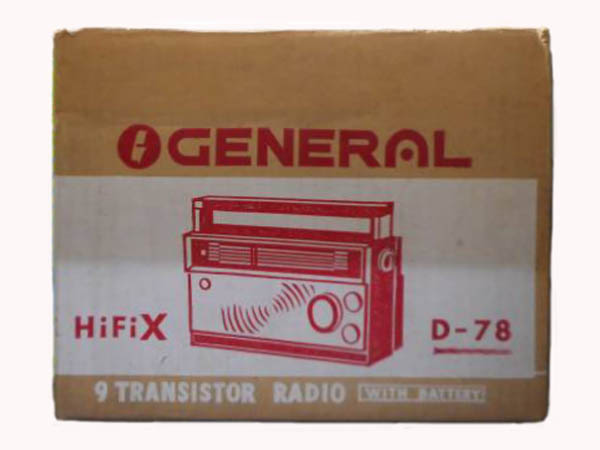 GENERAL
HiFiX
D-78
9 TRANSISTOR RADIO WITH BATTERY